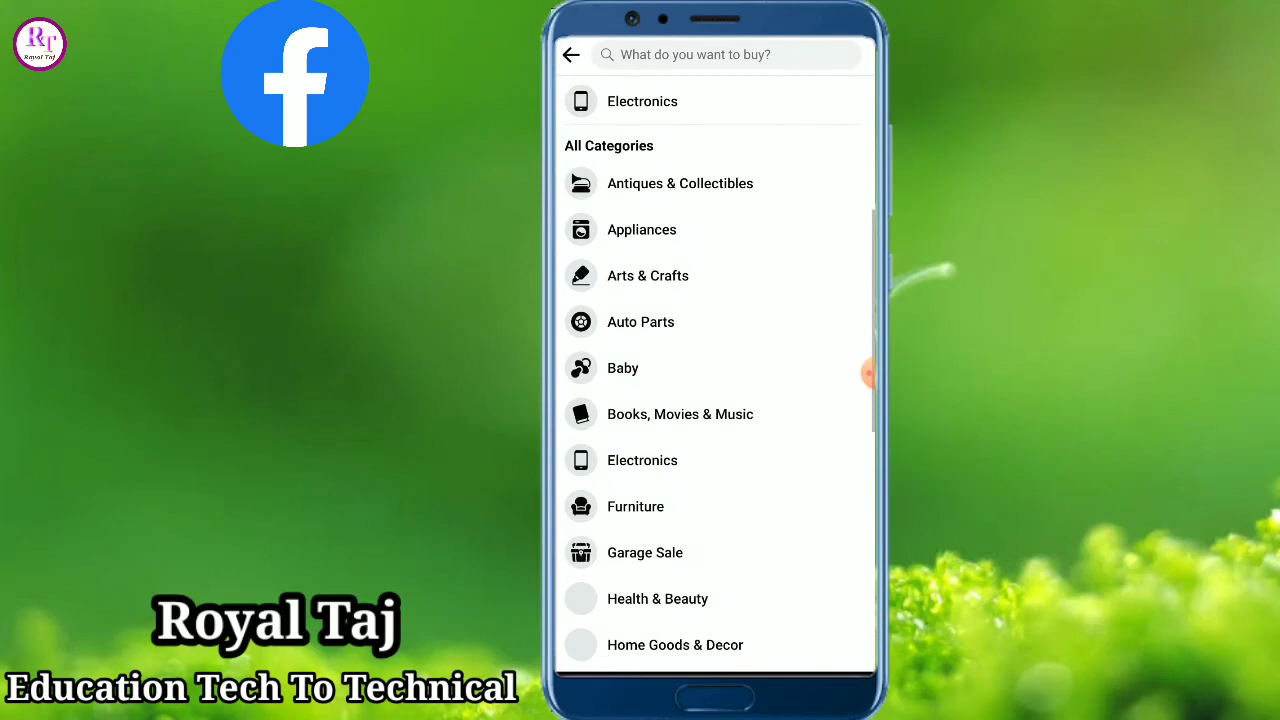 RT
Royal Taj
What do you want to buy?
Electronics
All Categories
Antiques & Collectibles
Appliances
Arts & Crafts
Auto Parts
Baby
Books, Movies & Music
Electronics
Furniture
Garage Sale
Health & Beauty
Home Goods & Decor
Royal Taj
Education Tech To Technical